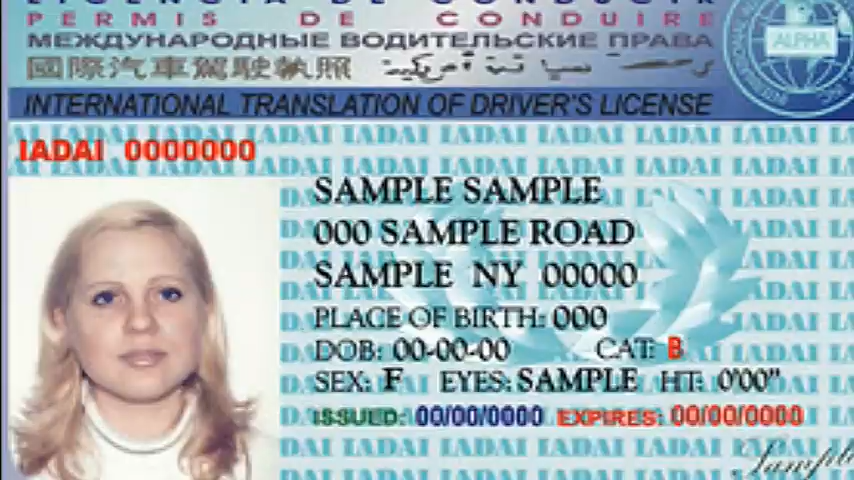 PERMIS DE CONDUIRE
МЕЖДУНАРОДНЫЕ ВОДИТЕЛЬСКИЕ ПРАВА
國際汽車駕駛執照
INTERNATIONAL TRANSLATION OF DRIVER'S LICENSE
ALPHA
IADAI 0000000
SAMPLE SAMPLE
000 SAMPLE ROAD
SAMPLE NY 00000
PLACE OF BIRTH: 000
DOB: 00-00-00 CAT: B
SEX: F EYES: SAMPLE HT: 0'00"
ISSUED: 00/00/0000 EXPIRES: 00/00/0000
Sample